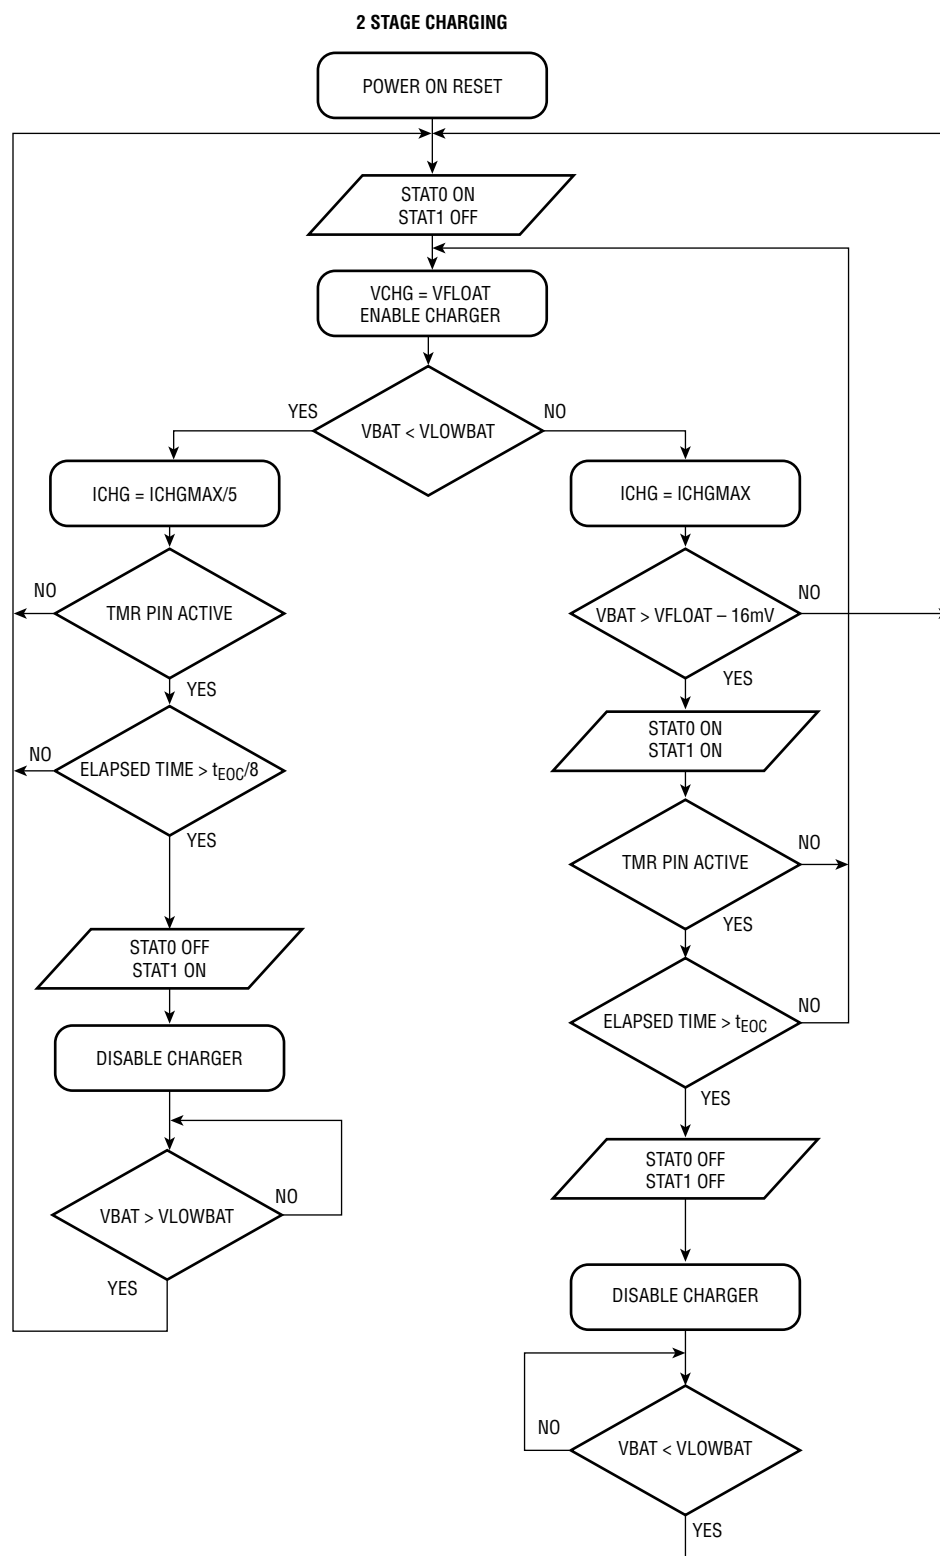 2 STAGE CHARGING
POWER ON RESET
STAT0 ON
STAT1 OFF
VCHG = VFLOAT
ENABLE CHARGER
VBAT < VLOWBAT
YES
NO
ICHG = ICHGMAX/5
TMR PIN ACTIVE
NO
YES
ELAPSED TIME > tEOC/8
NO
YES
STAT0 OFF
STAT1 ON
DISABLE CHARGER
VBAT > VLOWBAT
NO
YES
ICHG = ICHGMAX
VBAT > VFLOAT – 16mV
NO
YES
STAT0 ON
STAT1 ON
TMR PIN ACTIVE
NO
YES
ELAPSED TIME > tEOC
NO
YES
STAT0 OFF
STAT1 OFF
DISABLE CHARGER
VBAT < VLOWBAT
NO
YES